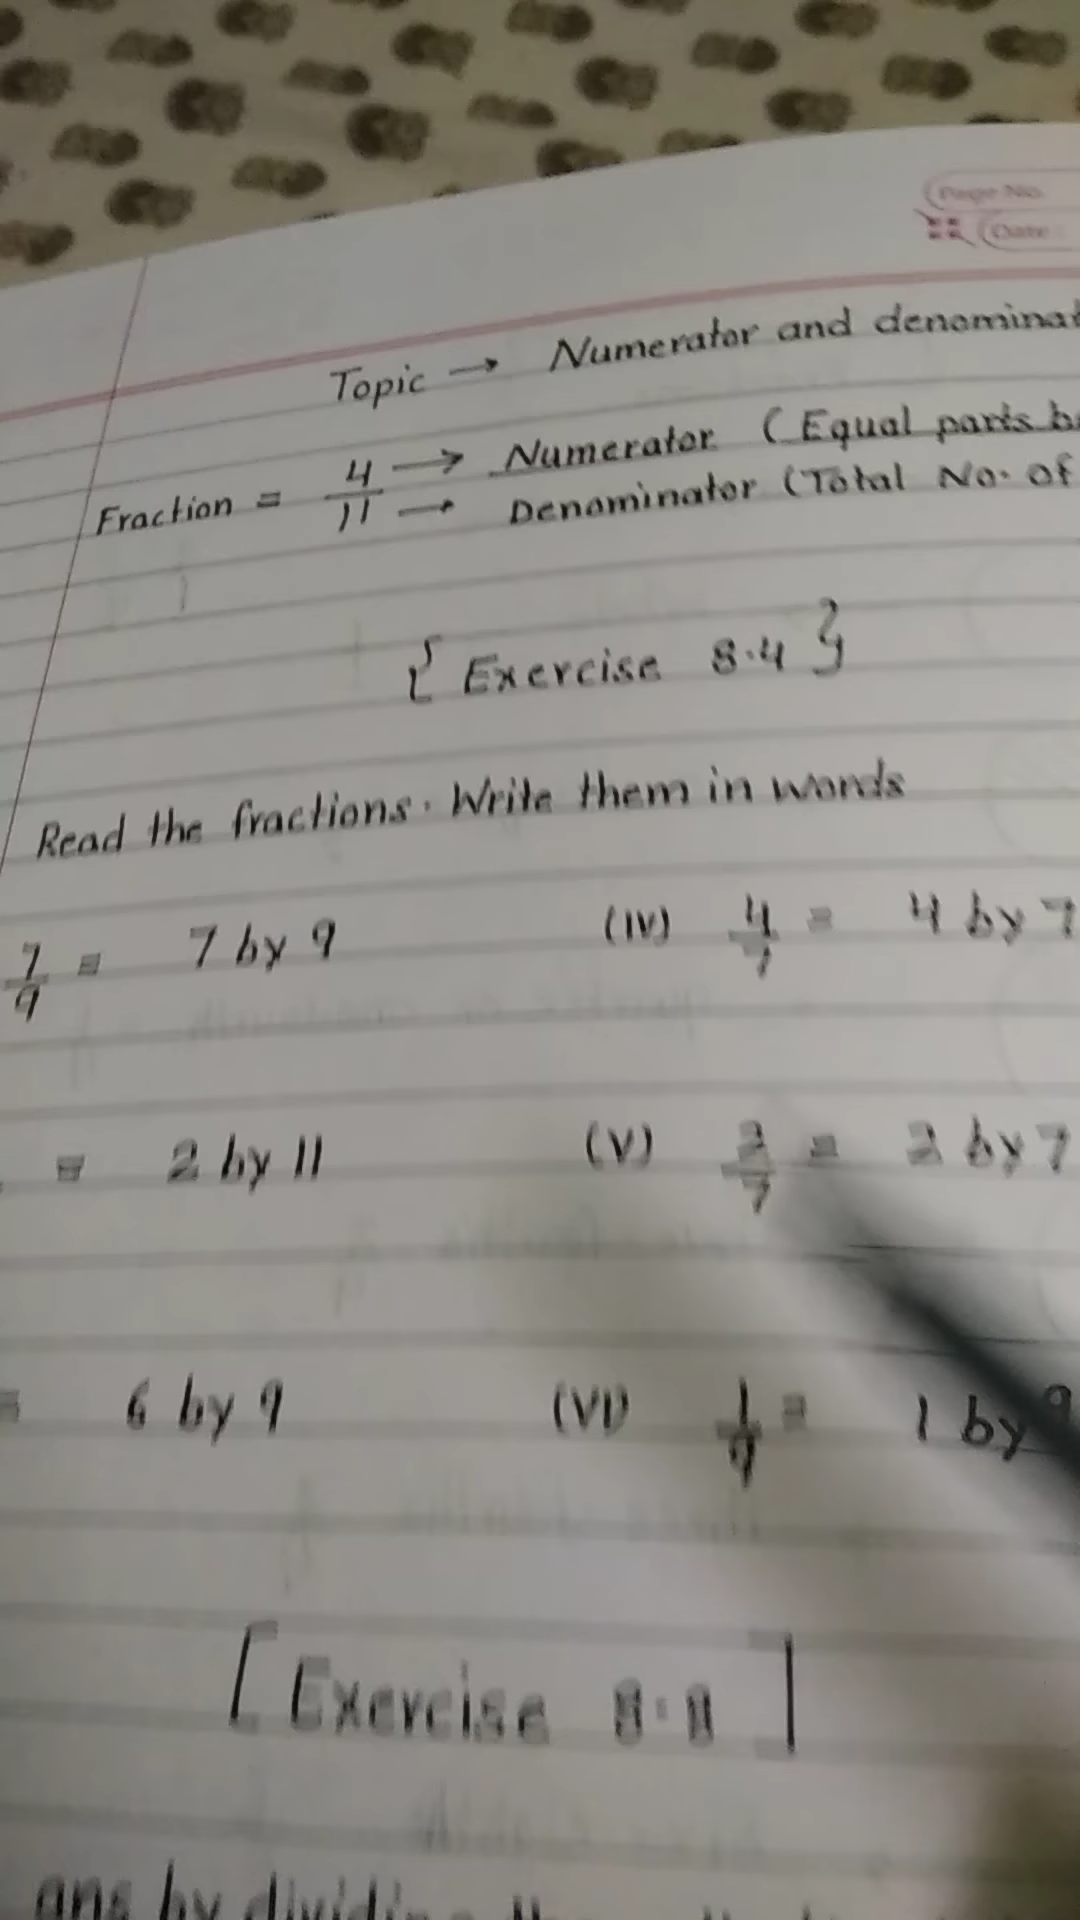 Page No.
Date
Topic → Numerator and denominat
Fraction = 4/11 → Numerator (Equal parts
→ Denominator (Total No. of
{ Exercise 8.4 }
Read the fractions. Write them in words
7/9 = 7 by 9 (IV) 4/7 = 4 by 7
= 2 by 11 (V) 2/7 = 2 by 7
= 6 by 9 (VI) 1/9 = 1 by 9
[ Exercise 8.8 ]
ans by